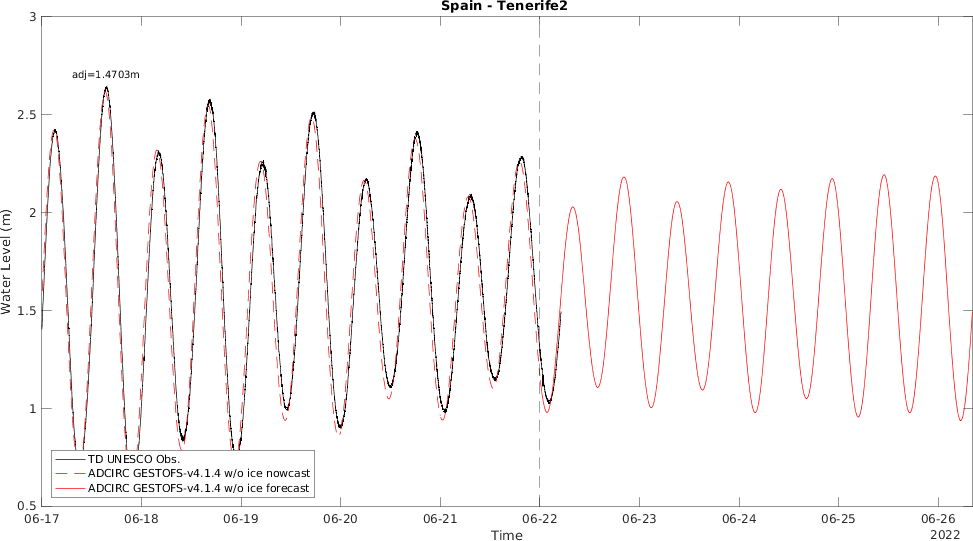 Spain - Tenerife2
3
adj=1.4703m
2.5
2
Water Level (m)
1.5
1
TD UNESCO Obs.
ADCIRC GESTOFS-v4.1.4 w/o ice nowcast
ADCIRC GESTOFS-v4.1.4 w/o ice forecast
0.5
06-17 06-18 06-19 06-20 06-21 06-22 06-23 06-24 06-25 06-26
Time 2022